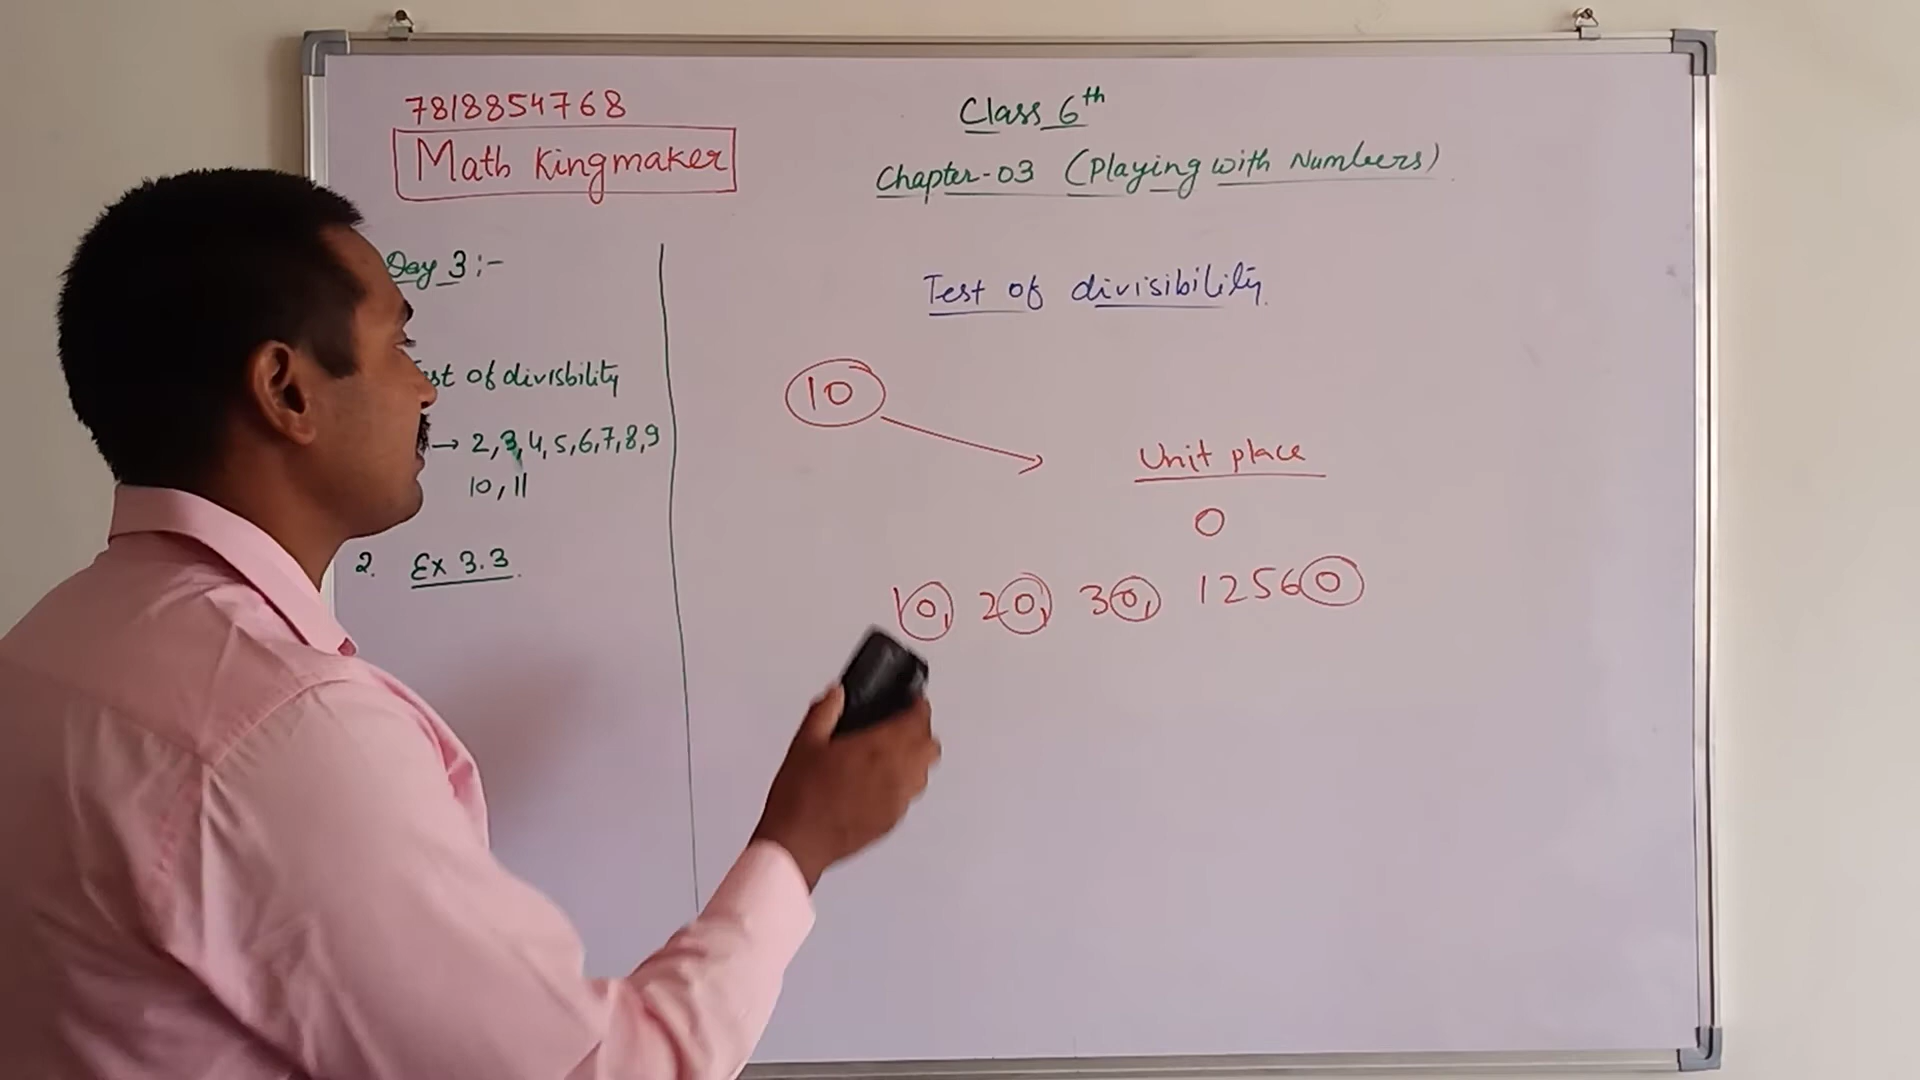 7818854768
Math Kingmaker
Class 6th
Chapter-03 (Playing with Numbers)
Day 3:-
of divisbility
→ 2,3,4,5,6,7,8,9
10, 11
2. Ex 3.3
Test of divisibility
10
Unit place
0
10, 20, 30, 12560